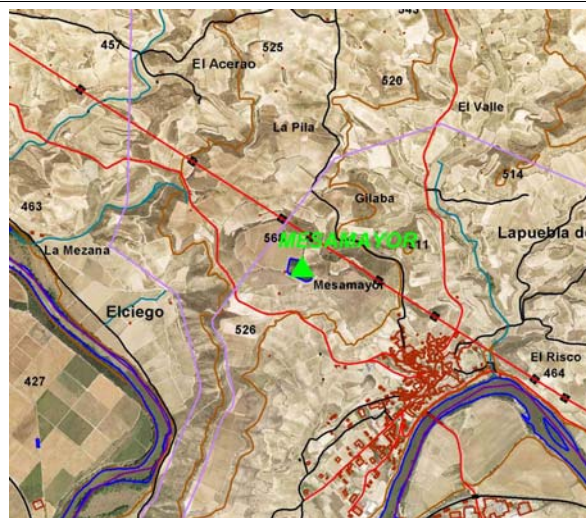 457
525
El Acerao
520
El Valle
La Pila
514
Gilaba
463
Lapuebla de
MESAMAYOR
La Mezana
Mesamayor
Elciego
526
El Risco
464
427